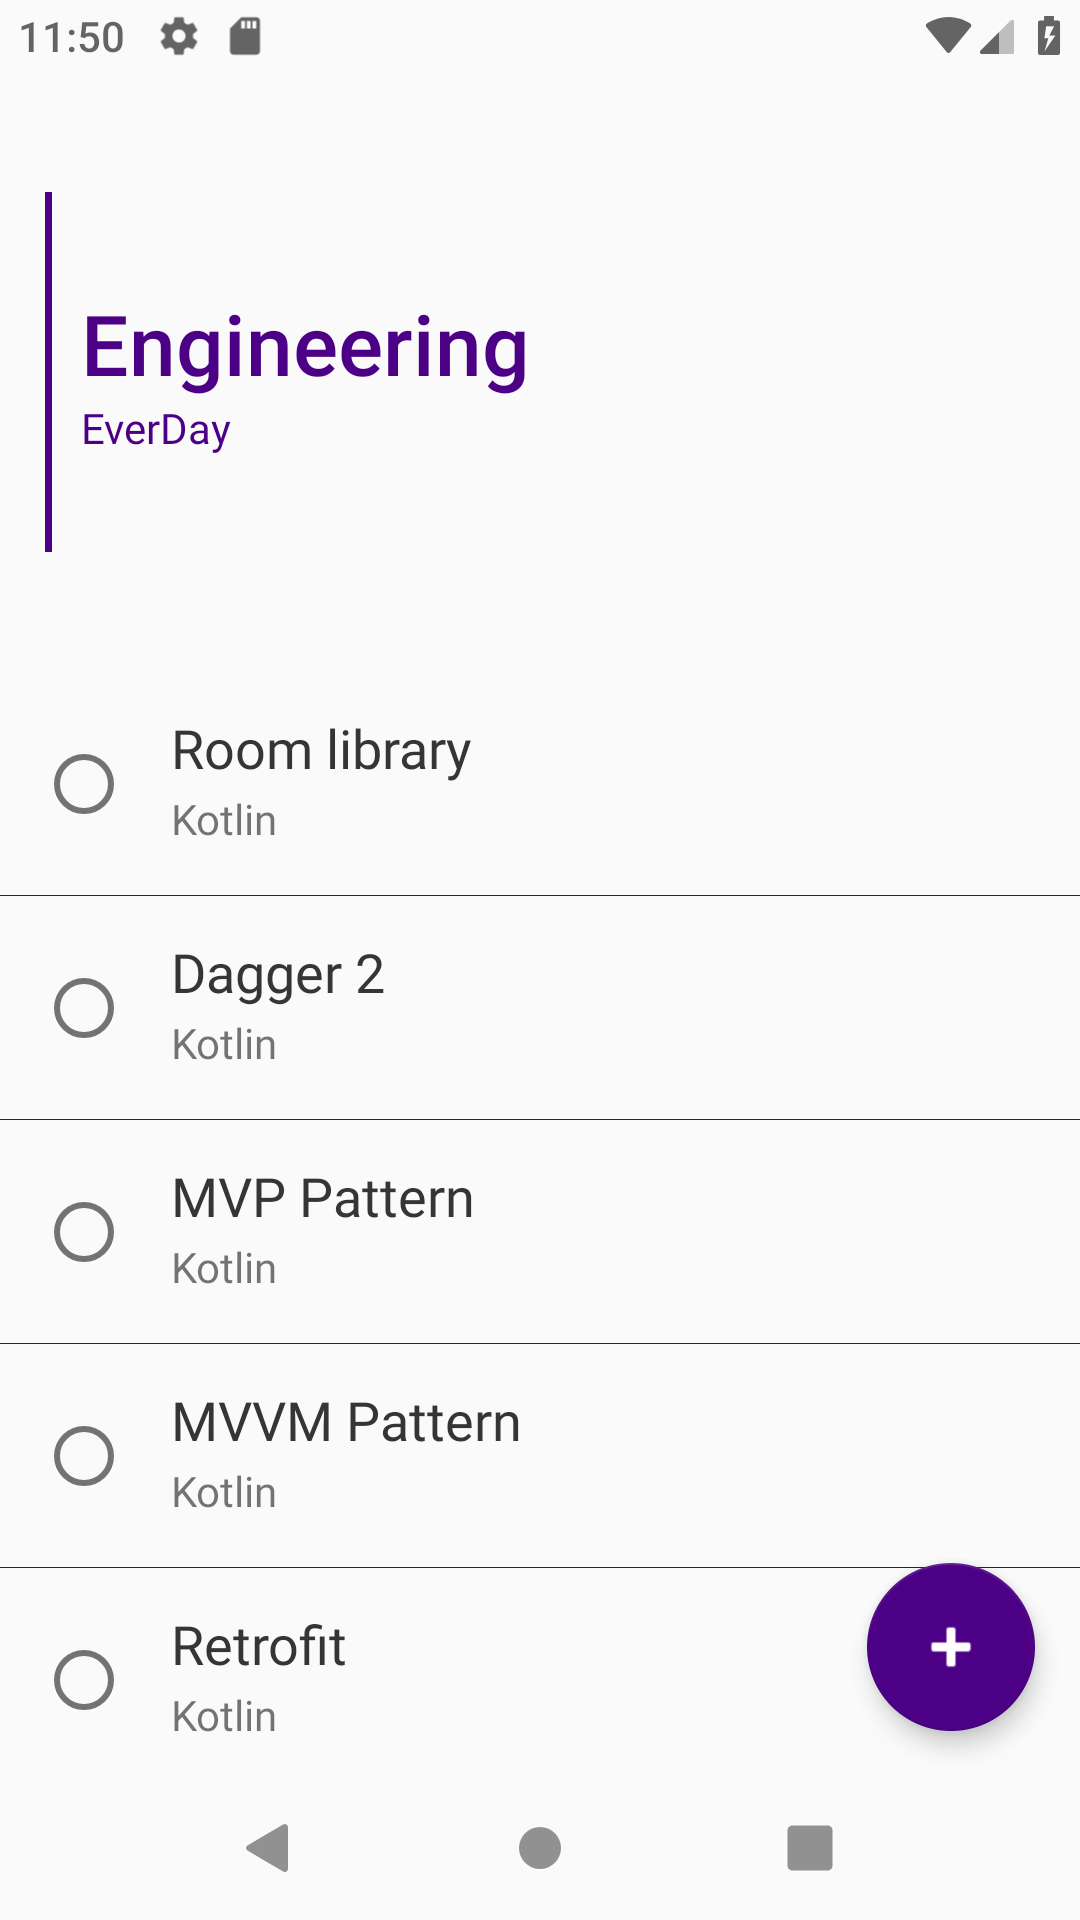 11:50
Engineering
EverDay
Room library
Kotlin
Dagger 2
Kotlin
MVP Pattern
Kotlin
MVVM Pattern
Kotlin
Retrofit
Kotlin